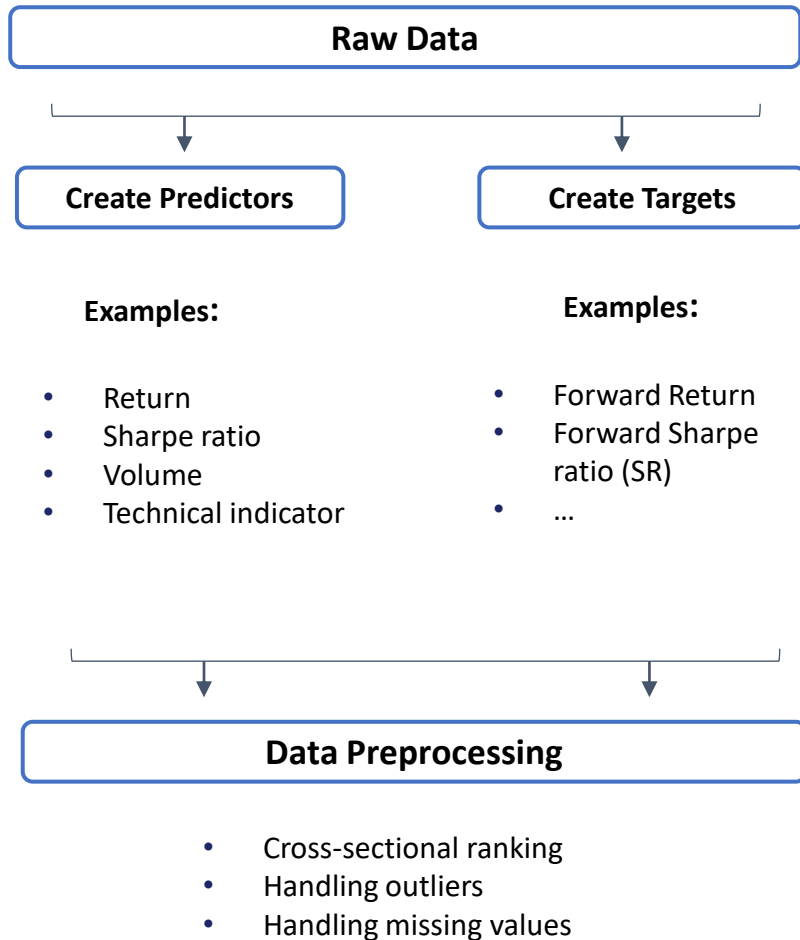 Raw Data
Create Predictors
Create Targets
Examples:
• Return
• Sharpe ratio
• Volume
• Technical indicator
Examples:
• Forward Return
• Forward Sharpe
ratio (SR)
• ...
Data Preprocessing
• Cross-sectional ranking
• Handling outliers
• Handling missing values